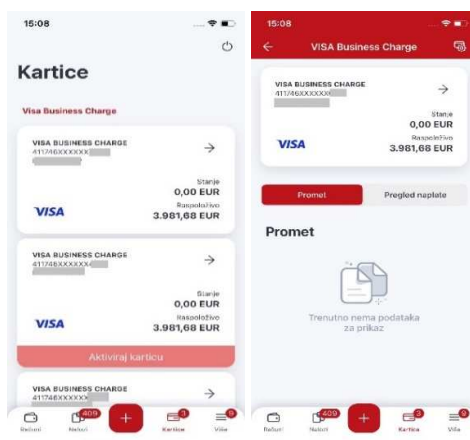 15:08
Kartice
Visa Business Charge
VISA BUSINESS CHARGE
411746XXXXXX
Stanje
0,00 EUR
Raspoloživo
VISA
3.981,68 EUR
VISA BUSINESS CHARGE
411746XXXXXX
Stanje
0,00 EUR
Raspoloživo
VISA
3.981,68 EUR
Aktiviraj karticu
VISA BUSINESS CHARGE
411746XXXXXX
409
3
9
Računi
Nalozi
Kartice
Više
15:08
VISA Business Charge
VISA BUSINESS CHARGE
411746XXXXXX
Stanje
0,00 EUR
Raspoloživo
VISA
3.981,68 EUR
Promet
Pregled naplate
Promet
Trenutno nema podataka
za prikaz
409
3
9
Računi
Nalozi
Kartice
Više